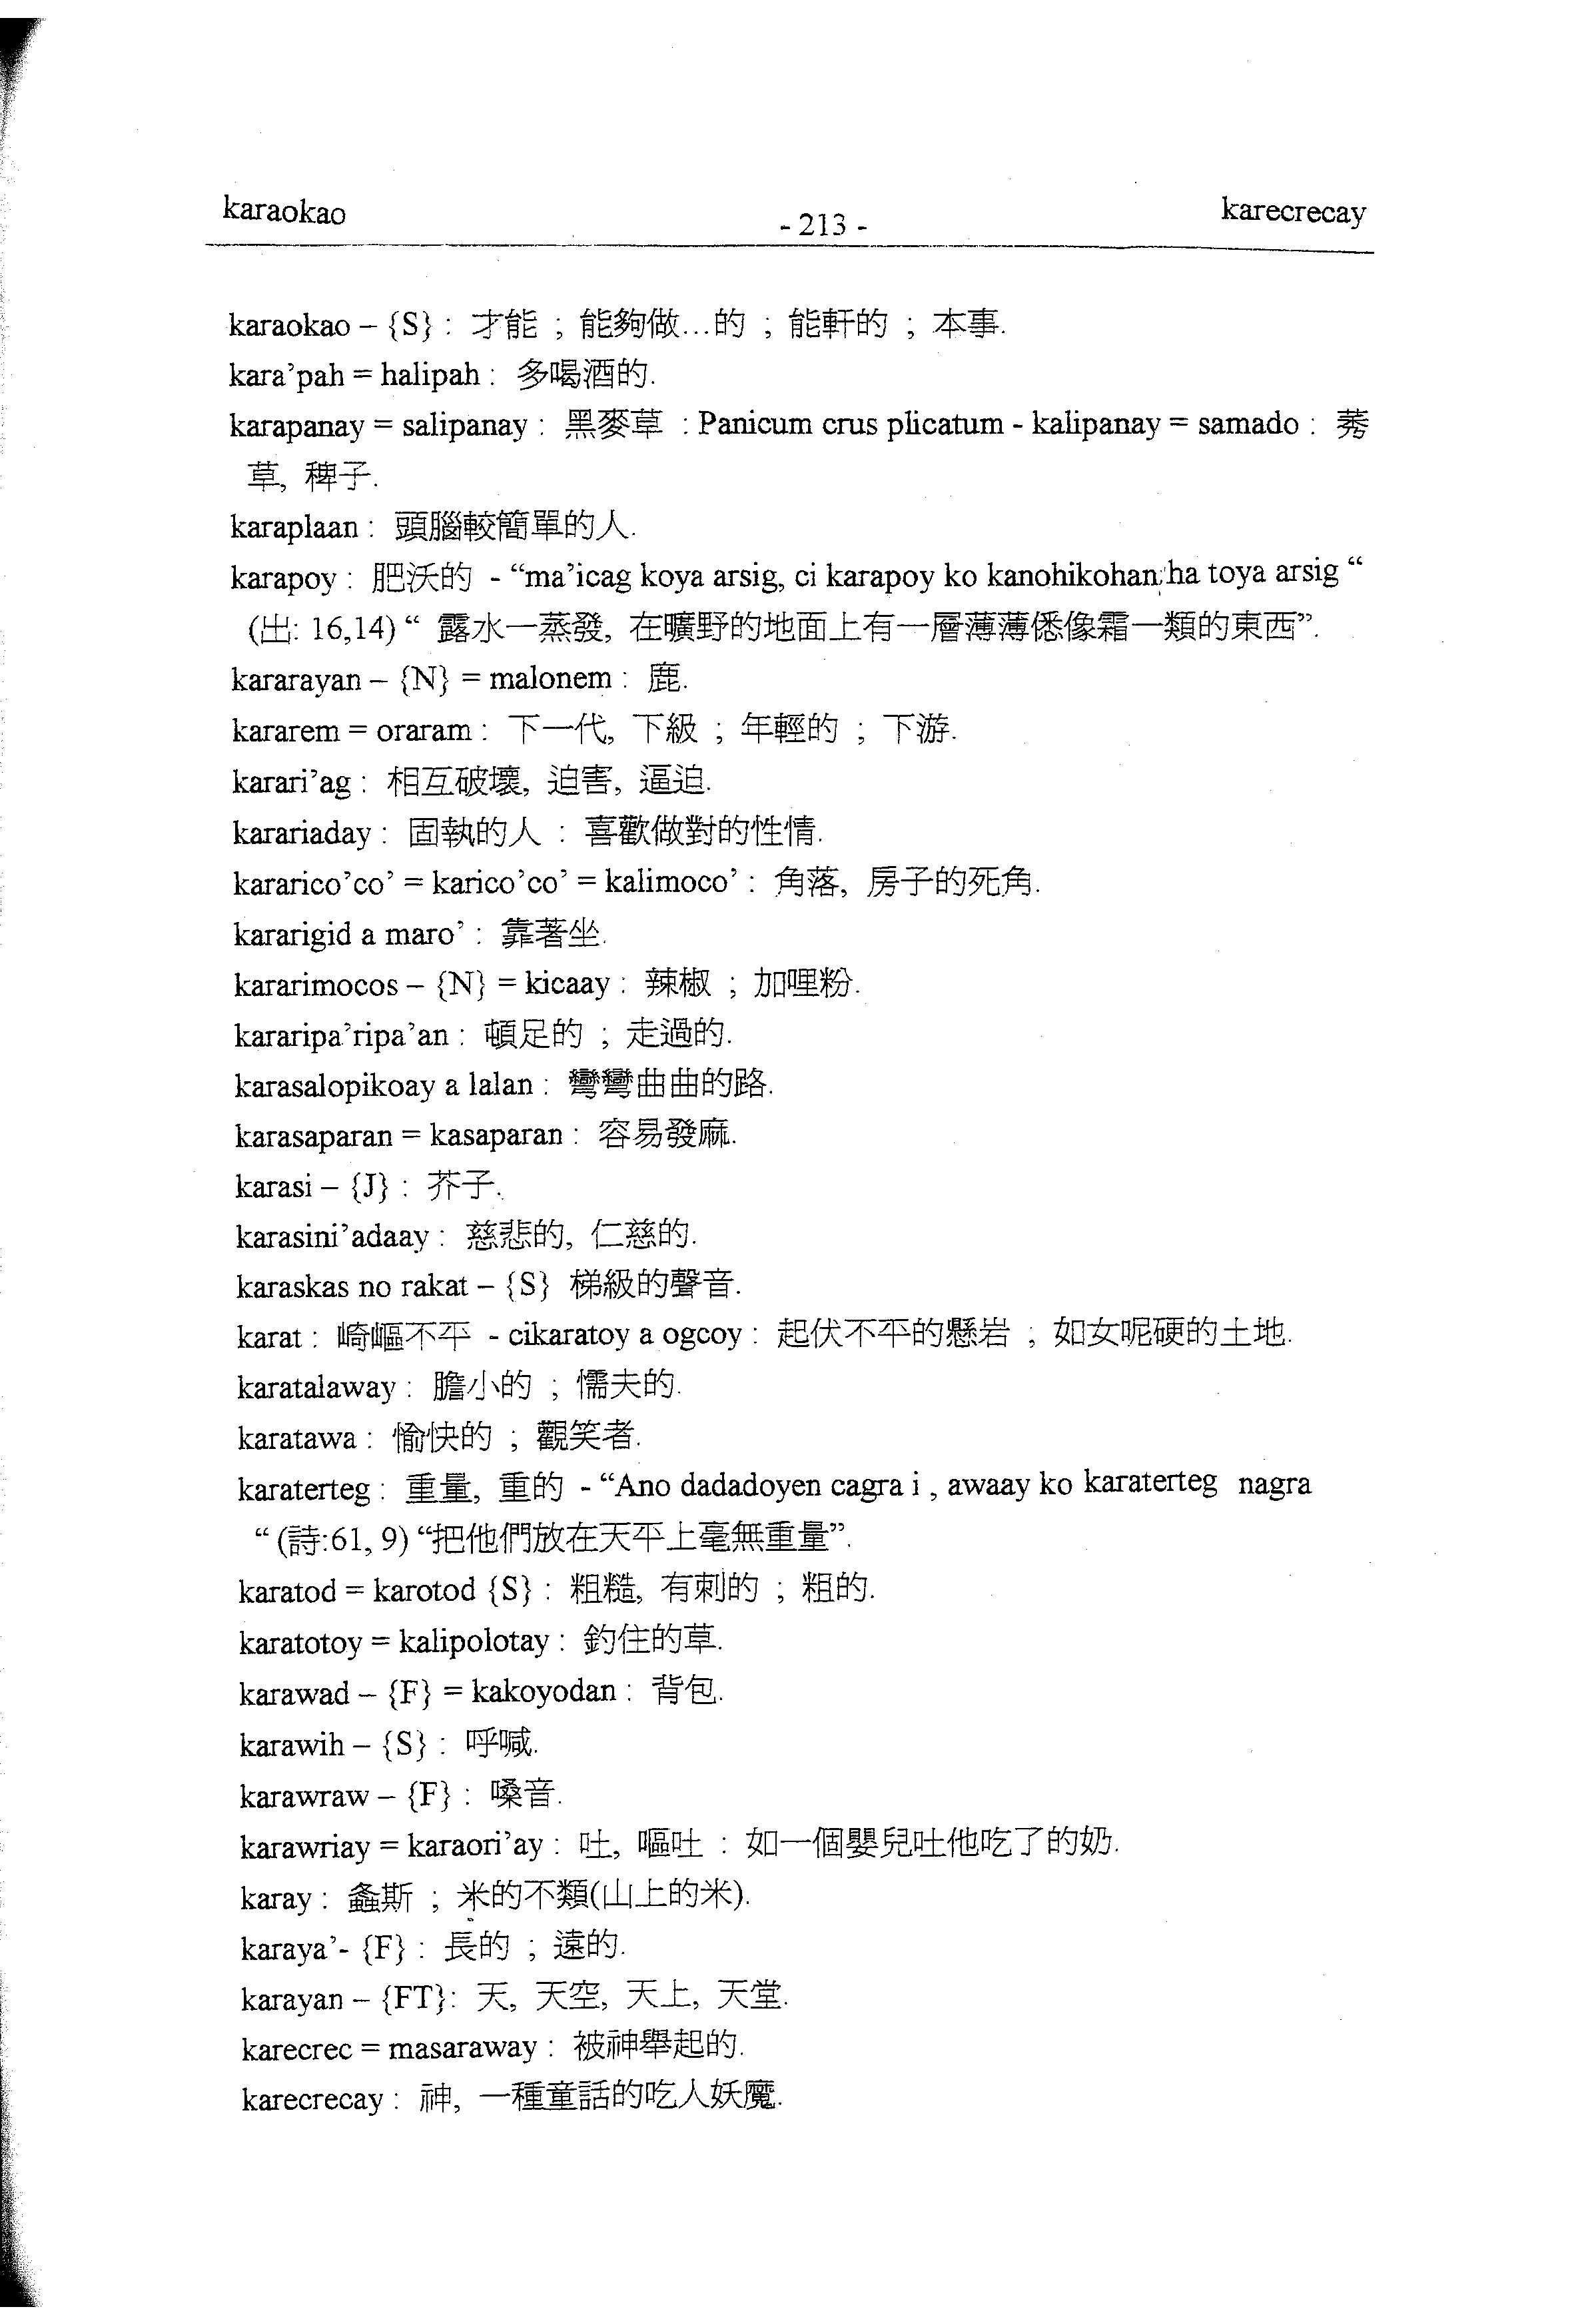 karaokao
- 213 -
karecrecay
karaokao – {S} : 才能 ; 能夠做...的 ; 能軒的 ; 本事.
kara’pah = halipah : 多喝酒的.
karapanay = salipanay : 黑麥草 : Panicum crus plicatum - kalipanay = samado : 莠
草, 稗子.
karaplaan : 頭腦較簡單的人.
karapoy : 肥沃的 - “ma’icag koya arsig, ci karapoy ko kanohikohan,ha toya arsig “
(出: 16,14) “ 露水一蒸發, 在曠野的地面上有一層薄薄僁像霜一類的東西”.
kararayan – {N} = malonem : 鹿.
kararem = oraram : 下一代, 下級 ; 年輕的 ; 下游.
karari’ag : 相互破壞, 迫害, 逼迫.
karariaday : 固執的人 : 喜歡做對的性情.
kararico’co’ = karico’co’ = kalimoco’ : 角落, 房子的死角.
kararigid a maro’ : 靠著坐.
kararimocos – {N} = kicaay : 辣椒 ; 加哩粉.
kararipa’ripa’an : 頓足的 ; 走過的.
karasalopikoay a lalan : 彎彎曲曲的路.
karasaparan = kasaparan : 容易發麻.
karasi – {J} : 芥子.
karasini’adaay : 慈悲的, 仁慈的.
karaskas no rakat – {S} 梯級的聲音.
karat : 崎嶇不平 - cikaratoy a ogcoy : 起伏不平的懸岩 ; 如女呢硬的土地.
karatalaway : 膽小的 ; 懦夫的.
karatawa : 愉快的 ; 觀笑者.
karaterteg : 重量, 重的 - “Ano dadadoyen cagra i , awaay ko karaterteg nagra
“ (詩:61, 9) “把他們放在天平上毫無重量”.
karatod = karotod {S} : 粗糙, 有刺的 ; 粗的.
karatotoy = kalipolotay : 釣住的草.
karawad – {F} = kakoyodan : 背包.
karawih – {S} : 呼喊.
karawraw – {F} : 嗓音.
karawriay = karaori’ay : 吐, 嘔吐 : 如一個嬰兒吐他吃了的奶.
karay : 螽斯 ; 米的不類(山上的米).
karaya’- {F} : 長的 ; 遠的.
karayan – {FT}: 天, 天空, 天上, 天堂.
karecrec = masaraway : 被神舉起的.
karecrecay : 神, 一種童話的吃人妖魔.